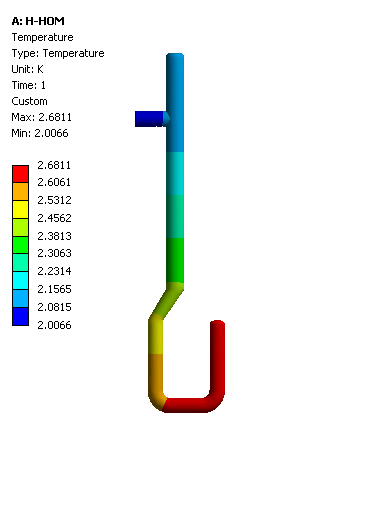 A: H-HOM
Temperature
Type: Temperature
Unit: K
Time: 1
Custom
Max: 2.6811
Min: 2.0066
2.6811
2.6061
2.5312
2.4562
2.3813
2.3063
2.2314
2.1565
2.0815
2.0066